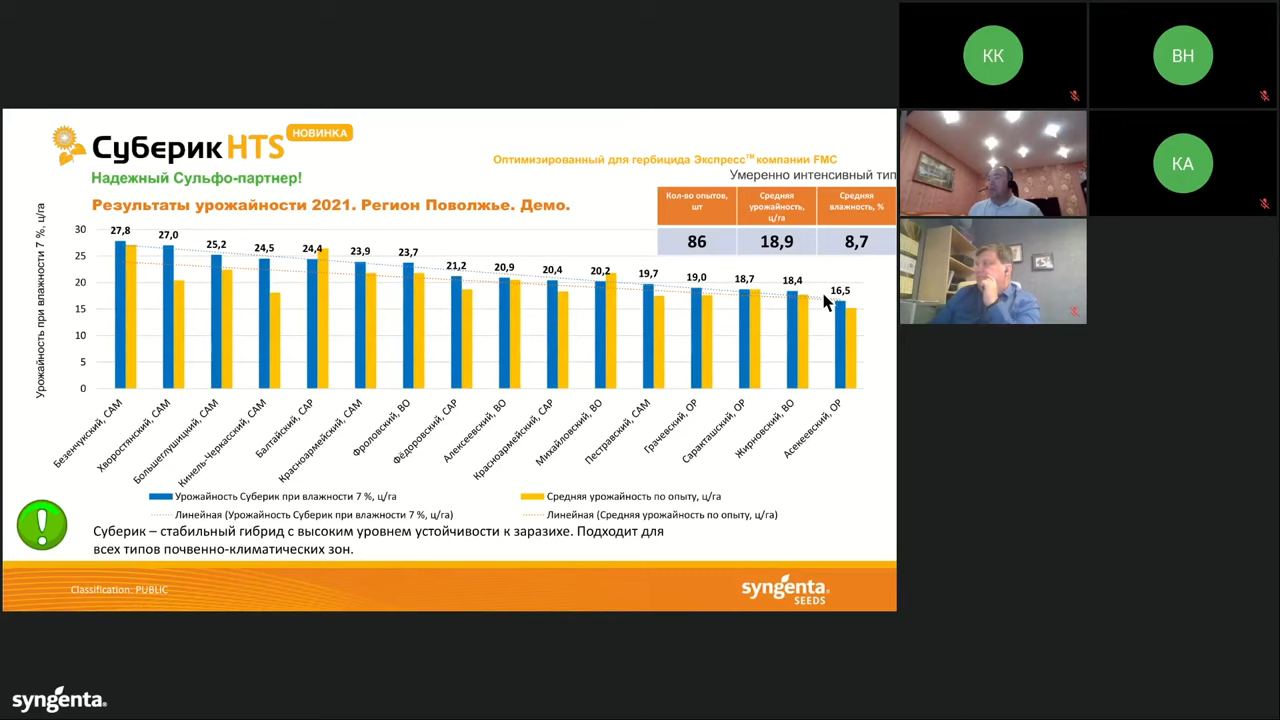 СуберикHTS НОВИНКА
Надежный Сульфо-партнер!
Оптимизированный для гербицида Экспресс™ компании FMC
Умеренно интенсивный тип
Результаты урожайности 2021. Регион Поволжье. Демо.
Кол-во опытов, шт
Средняя урожайность, ц/га
Средняя влажность, %
86 18,9 8,7
Урожайность при влажности 7 %, ц/га
30
25
20
15
10
5
0
27,8 27,0 25,2 24,5 24,4 23,9 23,7 21,2 20,9 20,4 20,2 19,7 19,0 18,7 18,4 16,5
Безенчукский, САМ
Хворостянский, САМ
Большеглушицкий, САМ
Кинель-Черкасский, САМ
Балтайский, САР
Красноармейский, САМ
Фроловский, ВО
Фёдоровский, САР
Алексеевский, ВО
Красноармейский, САР
Михайловский, ВО
Пестравский, САМ
Грачевский, ОР
Саракташский, ОР
Жирновский, ВО
Асекеевский, ОР
Урожайность Суберик при влажности 7 %, ц/га
Средняя урожайность по опыту, ц/га
Линейная (Урожайность Суберик при влажности 7 %, ц/га)
Линейная (Средняя урожайность по опыту, ц/га)
Суберик – стабильный гибрид с высоким уровнем устойчивости к заразихе. Подходит для
всех типов почвенно-климатических зон.
Classification: PUBLIC
syngenta
SEEDS
КК
ВН
КА
syngenta